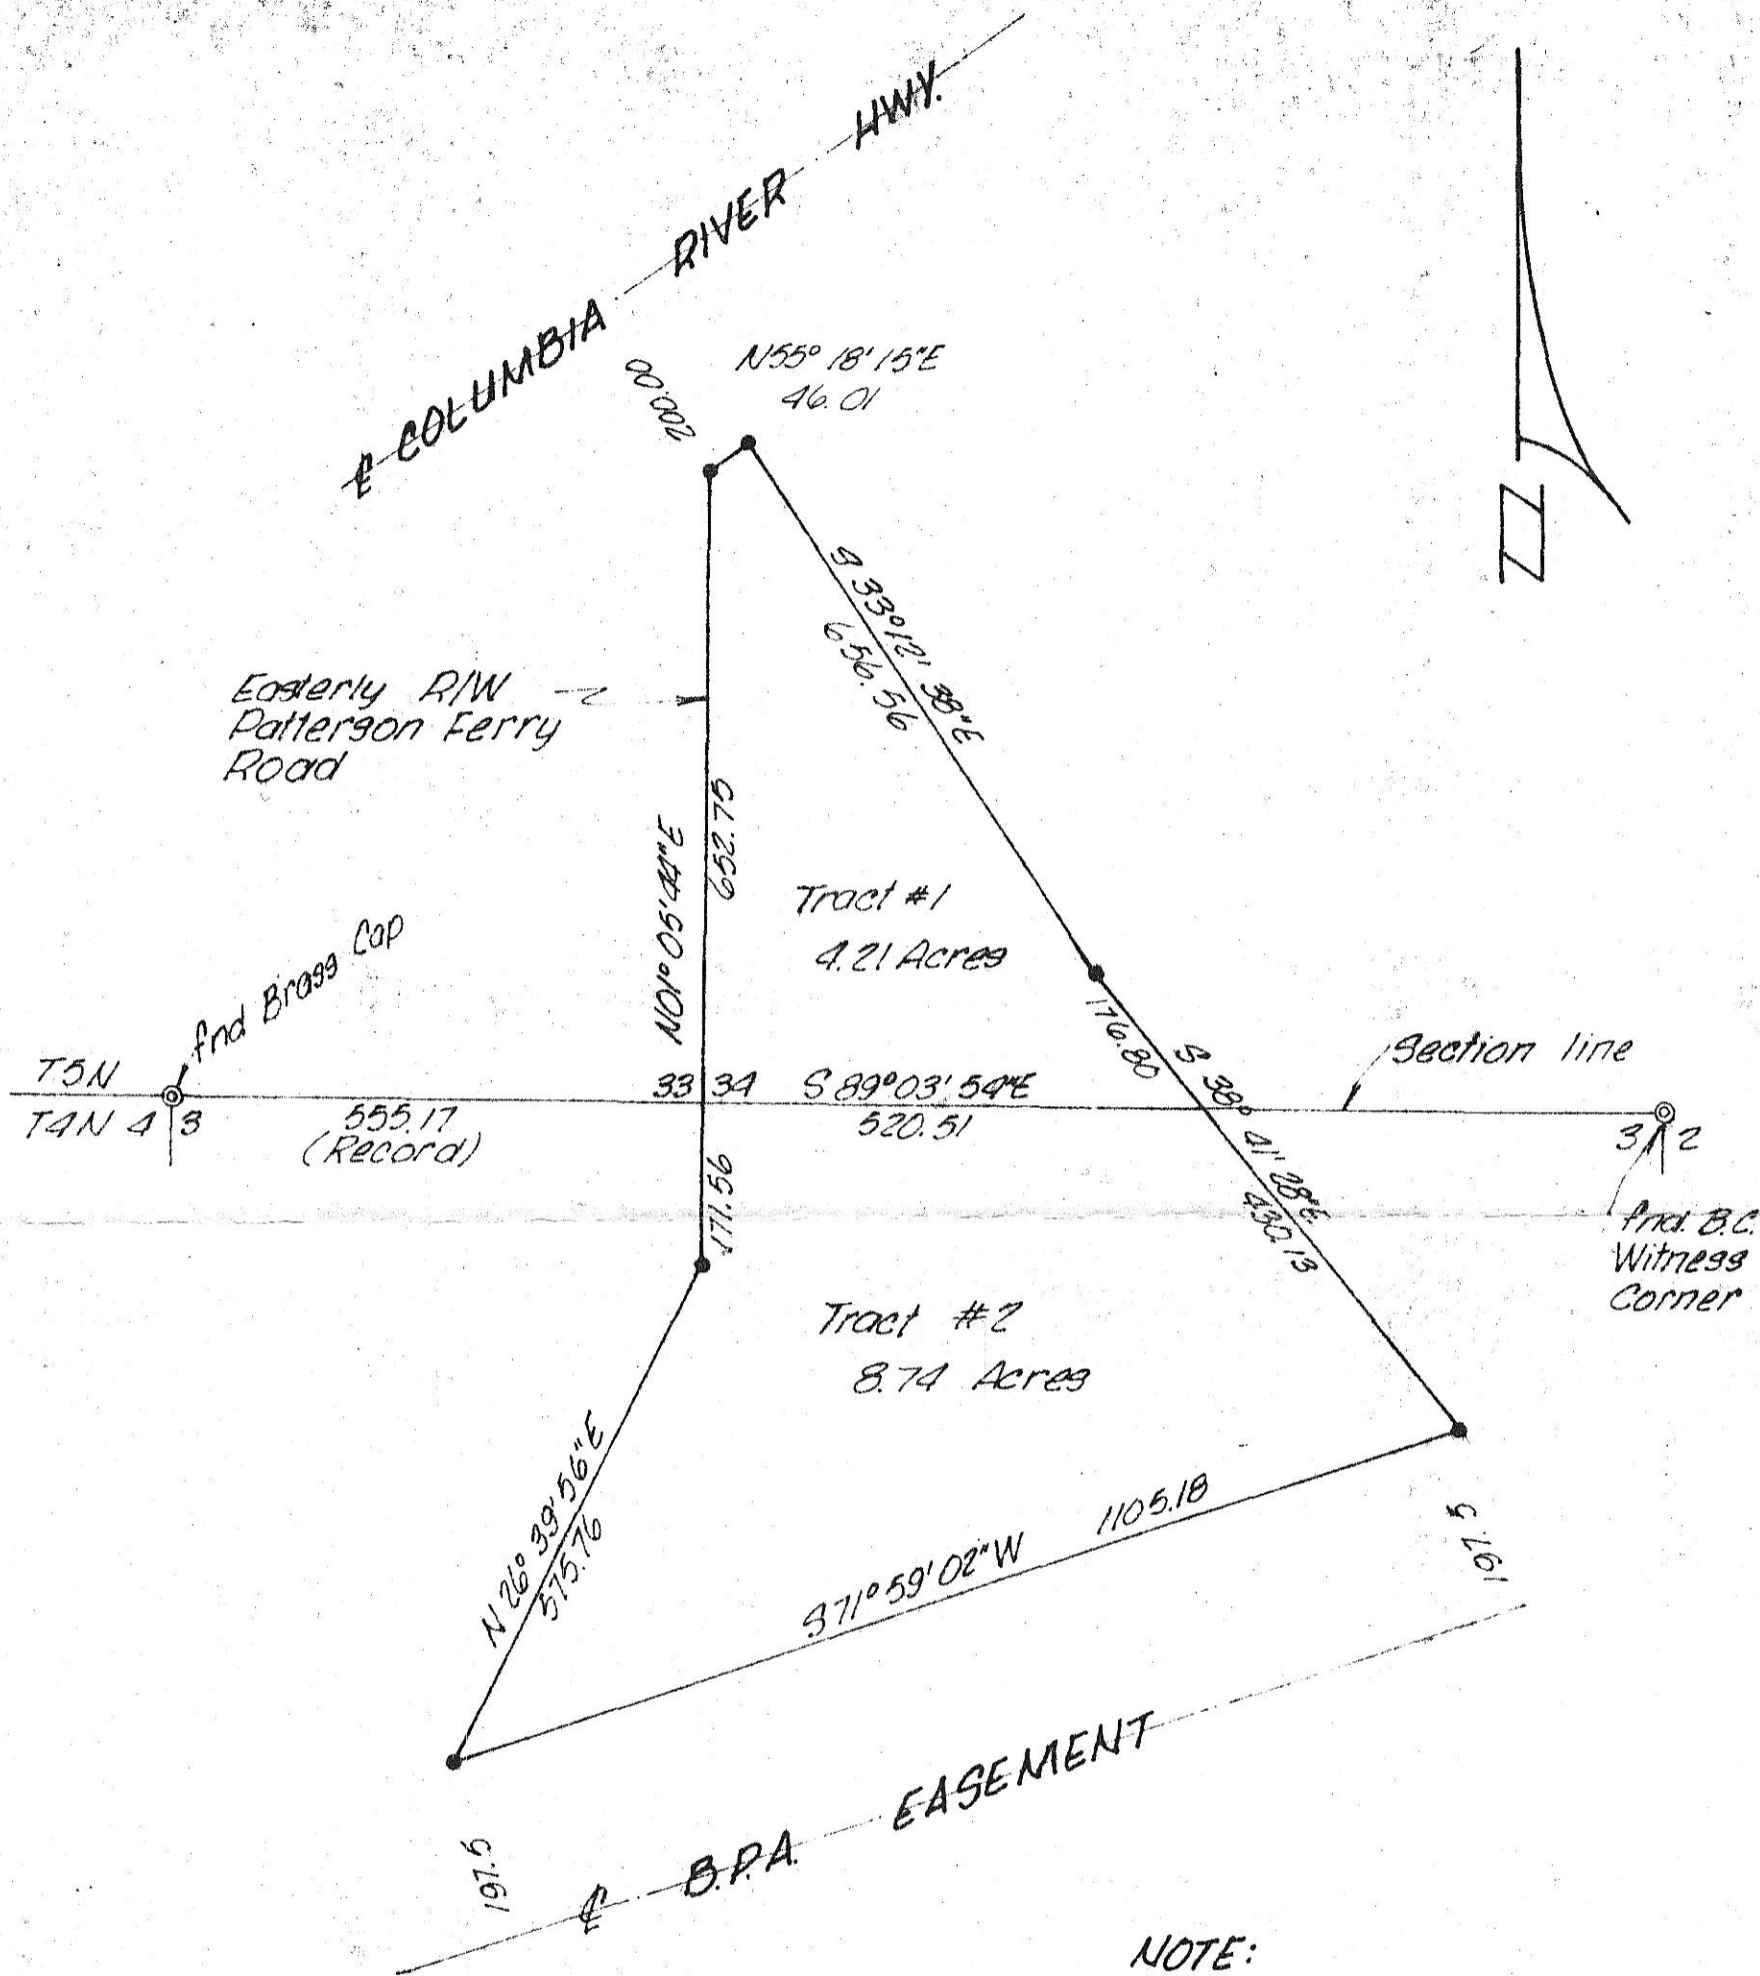 ℄ COLUMBIA RIVER HWY.
200.00
N55° 18' 15"E
46.01
N
S 33° 12' 38"E
656.56
Easterly R/W
Patterson Ferry
Road
N01° 05' 44"E
652.75
Tract #1
4.21 Acres
fnd Brass Cap
176.80
T5N
T4N 4 3
555.17
(Record)
33 34
S 89° 03' 54"E
520.51
Section line
3 2
fnd. B.C.
Witness
Corner
S 38° 41' 28"E
430.13
171.56
Tract #2
8.74 Acres
N 26° 39' 56"E
575.76
S 71° 59' 02"W 1105.18
197.5
197.5
℄ B.P.A. EASEMENT
NOTE: